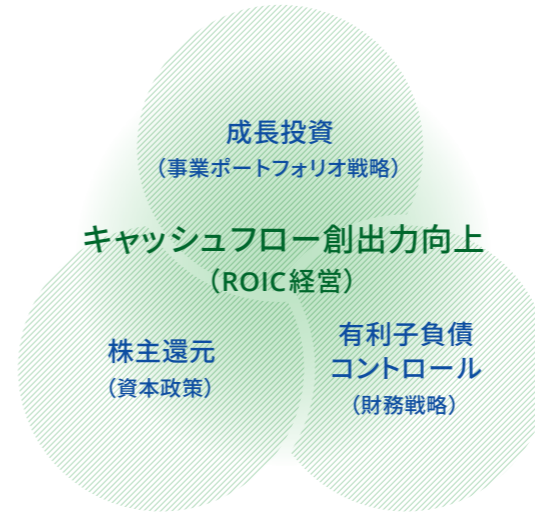 成長投資
（事業ポートフォリオ戦略）
キャッシュフロー創出力向上
（ROIC経営）
株主還元
（資本政策）
有利子負債
コントロール
（財務戦略）